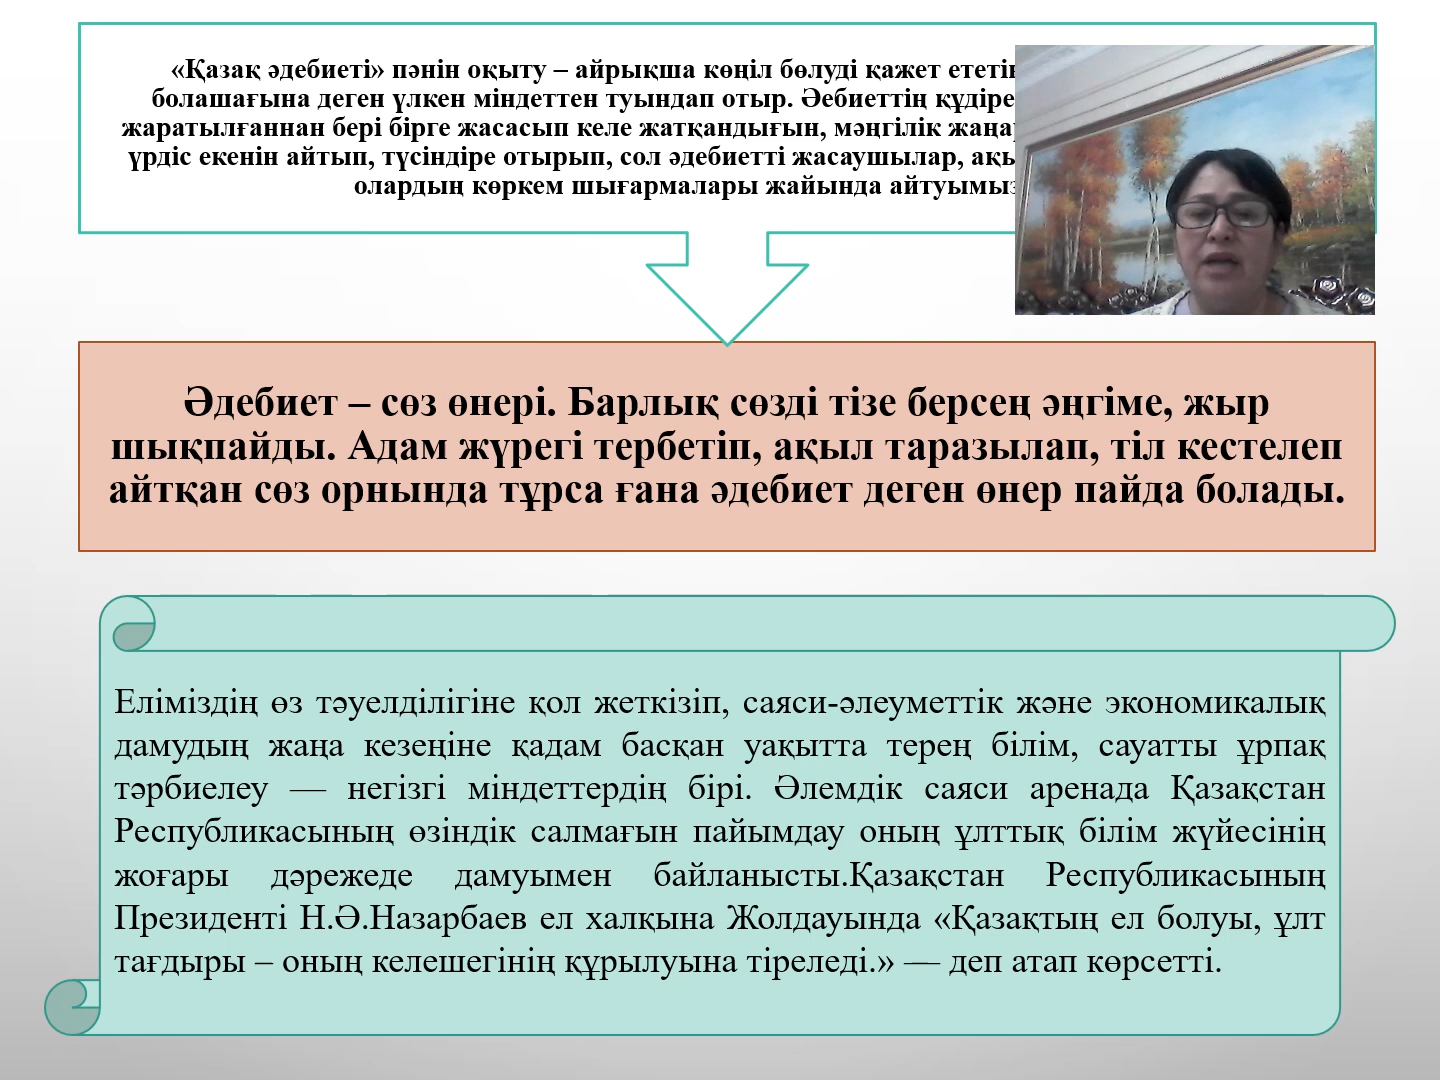 «Қазақ әдебиеті» пәнін оқыту – айрықша көңіл бөлуді қажет
болашағына деген үлкен міндеттен туындап отыр. Әебиеттің
жаратылғаннан бері бірге жасасып келе жатқандығын, мәңгілік
үрдіс екенін айтып, түсіндіре отырып, сол әдебиетті жасаушылар,
олардың көркем шығармалары жайында
Әдебиет – сөз өнері. Барлық сөзді тізе берсең әңгіме, жыр
шықпайды. Адам жүрегі тербетіп, ақыл таразылап, тіл кестелеп
айтқан сөз орнында тұрса ғана әдебиет деген өнер пайда болады.
Еліміздің өз тәуелділігіне қол жеткізіп, саяси-әлеуметтік және экономикалық
дамудың жаңа кезеңіне қадам басқан уақытта терең білім, сауатты ұрпақ
тәрбиелеу — негізгі міндеттердің бірі. Әлемдік саяси аренада Қазақстан
Республикасының өзіндік салмағын пайымдау оның ұлттық білім жүйесінің
жоғары дәрежеде дамуымен байланысты.Қазақстан Республикасының
Президенті Н.Ә.Назарбаев ел халқына Жолдауында «Қазақтың ел болуы, ұлт
тағдыры – оның келешегінің құрылуына тіреледі.» — деп атап көрсетті.